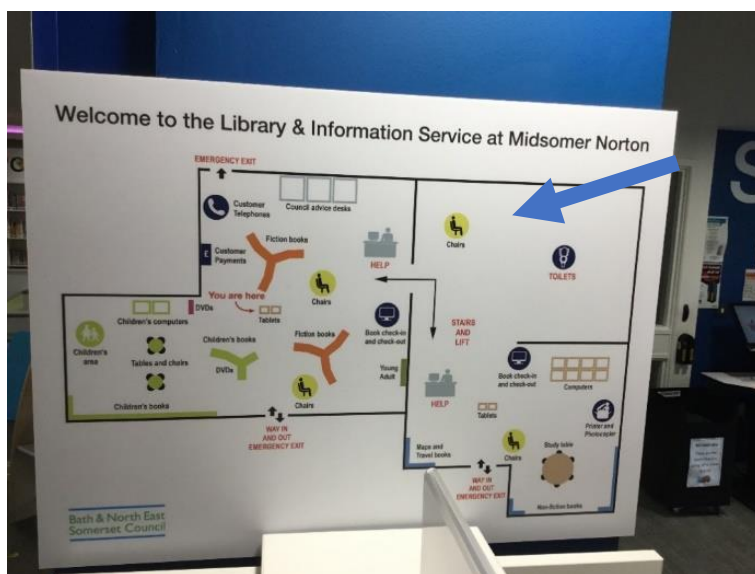 Welcome to the Library & Information Service at Midsomer Norton
EMERGENCY EXIT
Customer
Telephones
Council advice desks
Chairs
Customer
Payments
Fiction books
HELP
TOILETS
You are here
Chairs
DVDs
Tablets
Children's computers
Children's
area
Tables and chairs
Children's books
DVDs
Fiction books
Book check-in
and check-out
STAIRS
AND
LIFT
Young
Adult
HELP
Book check-in
and check-out
Computers
Tablets
Chairs
Children's books
WAY IN
AND OUT
EMERGENCY EXIT
Printer and
Photocopier
Maps and
Travel books
Chairs
Study table
WAY IN
AND OUT
EMERGENCY EXIT
Non-fiction books
Bath & North East
Somerset Council